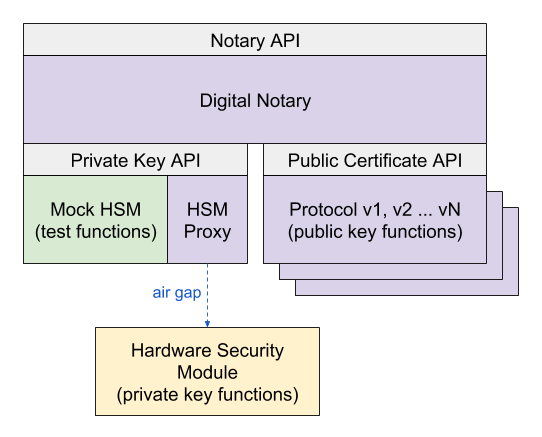 Notary API
Digital Notary
Private Key API
Public Certificate API
Mock HSM
(test functions)
HSM
Proxy
Protocol v1, v2 ... vN
(public key functions)
air gap
Hardware Security
Module
(private key functions)